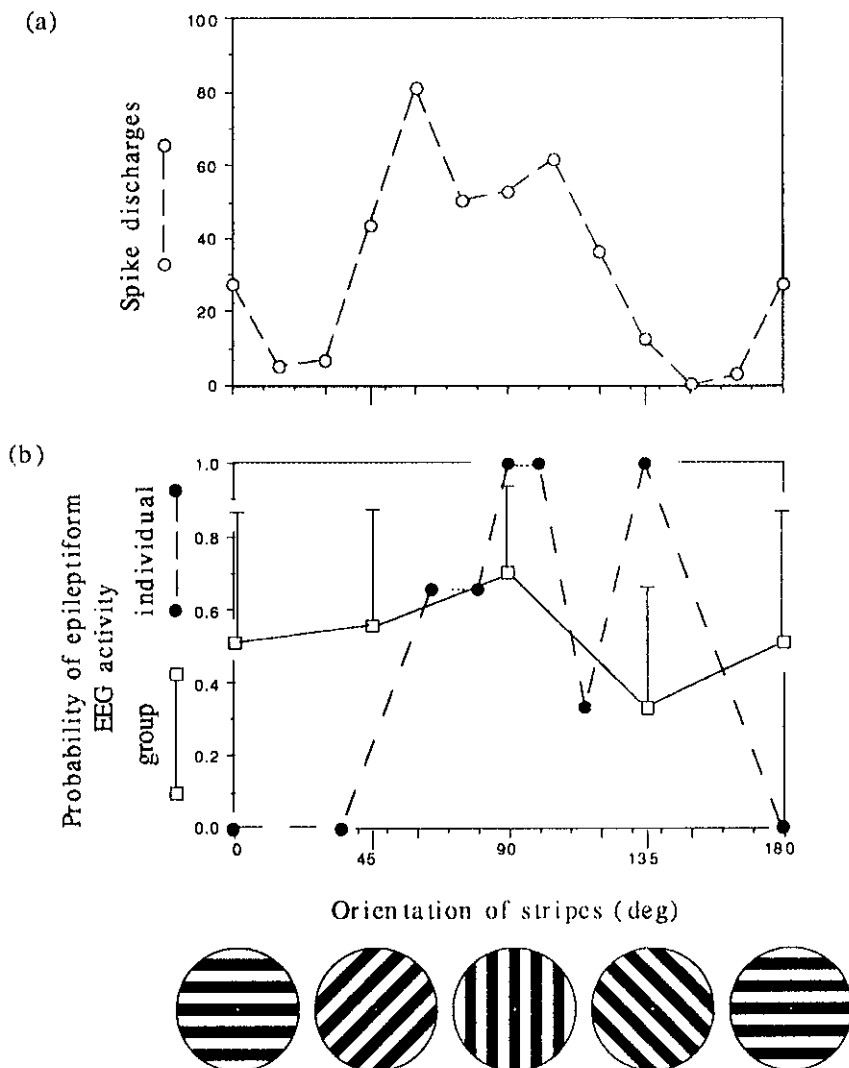 (a)
Spike discharges
100
80
60
40
20
0
(b)
Probability of epileptiform
EEG activity
individual
group
1.0
0.8
0.6
0.4
0.2
0.0
0
45
90
135
180
Orientation of stripes (deg)